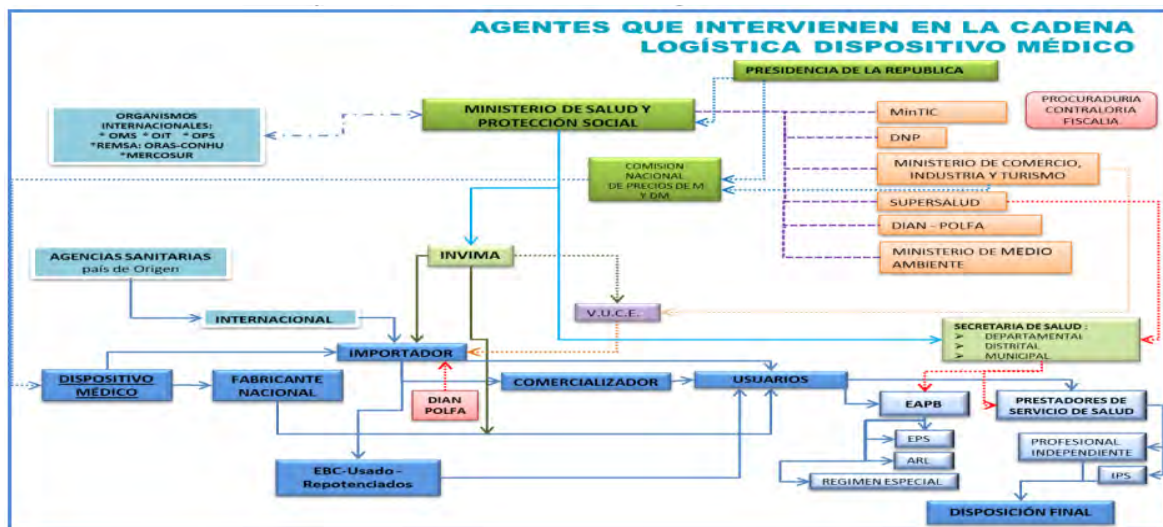 AGENTES QUE INTERVIENEN EN LA CADENA
LOGÍSTICA DISPOSITIVO MÉDICO
PRESIDENCIA DE LA REPUBLICA
ORGANISMOS
INTERNACIONALES:
* OMS * OIT * OPS
*REMSA: ORAS-CONHU
*MERCOSUR
MINISTERIO DE SALUD Y
PROTECCIÓN SOCIAL
MinTIC
PROCURADURIA
CONTRALORIA
FISCALIA.
DNP
COMISION
NACIONAL
DE PRECIOS DE M
Y DM
MINISTERIO DE COMERCIO,
INDUSTRIA Y TURISMO
SUPERSALUD
DIAN - POLFA
MINISTERIO DE MEDIO
AMBIENTE
AGENCIAS SANITARIAS
país de Origen
INVIMA
INTERNACIONAL
V.U.C.E.
SECRETARIA DE SALUD :
➢ DEPARTAMENTAL
➢ DISTRITAL
➢ MUNICIPAL
IMPORTADOR
DISPOSITIVO
MÉDICO
FABRICANTE
NACIONAL
DIAN
POLFA
COMERCIALIZADOR
USUARIOS
EAPB
PRESTADORES DE
SERVICIO DE SALUD
EPS
ARL
REGIMEN ESPECIAL
PROFESIONAL
INDEPENDIENTE
IPS
EBC-Usado -
Repotenciados
DISPOSICIÓN FINAL